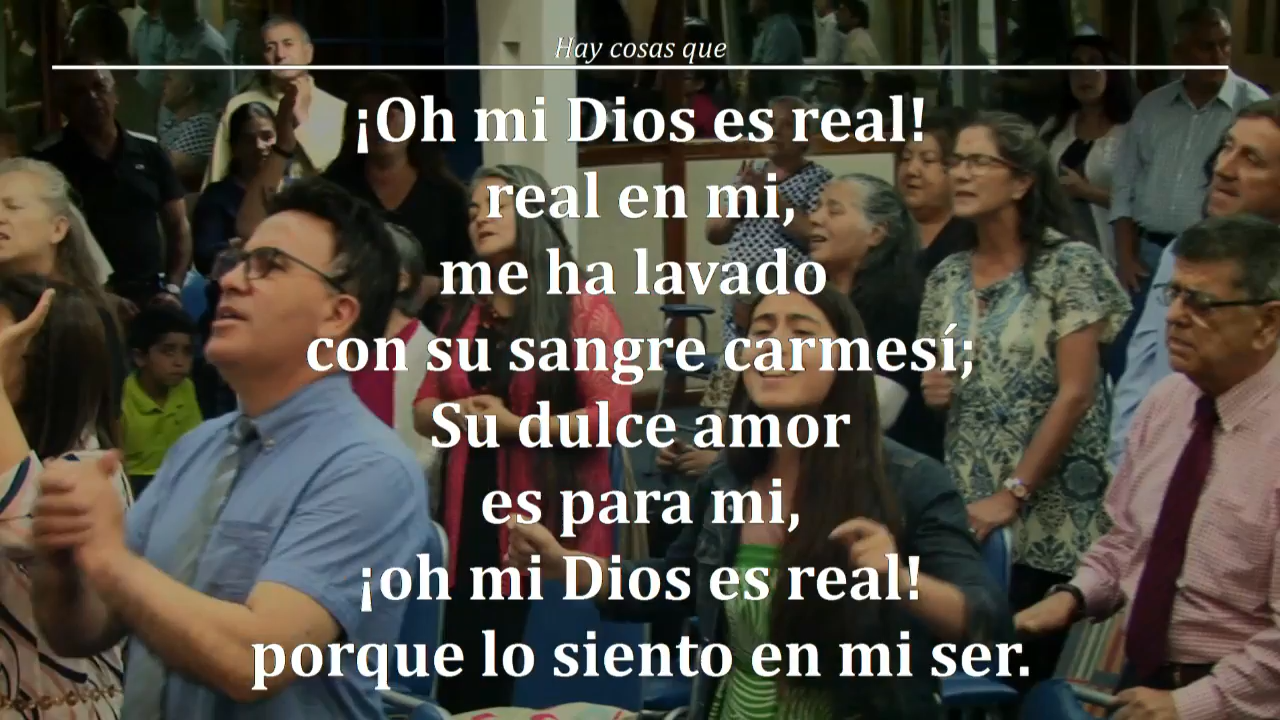 Hay cosas que
¡Oh mi Dios es real!
real en mi,
me ha lavado
con su sangre carmesí;
Su dulce amor
es para mi,
¡oh mi Dios es real!
porque lo siento en mi ser.